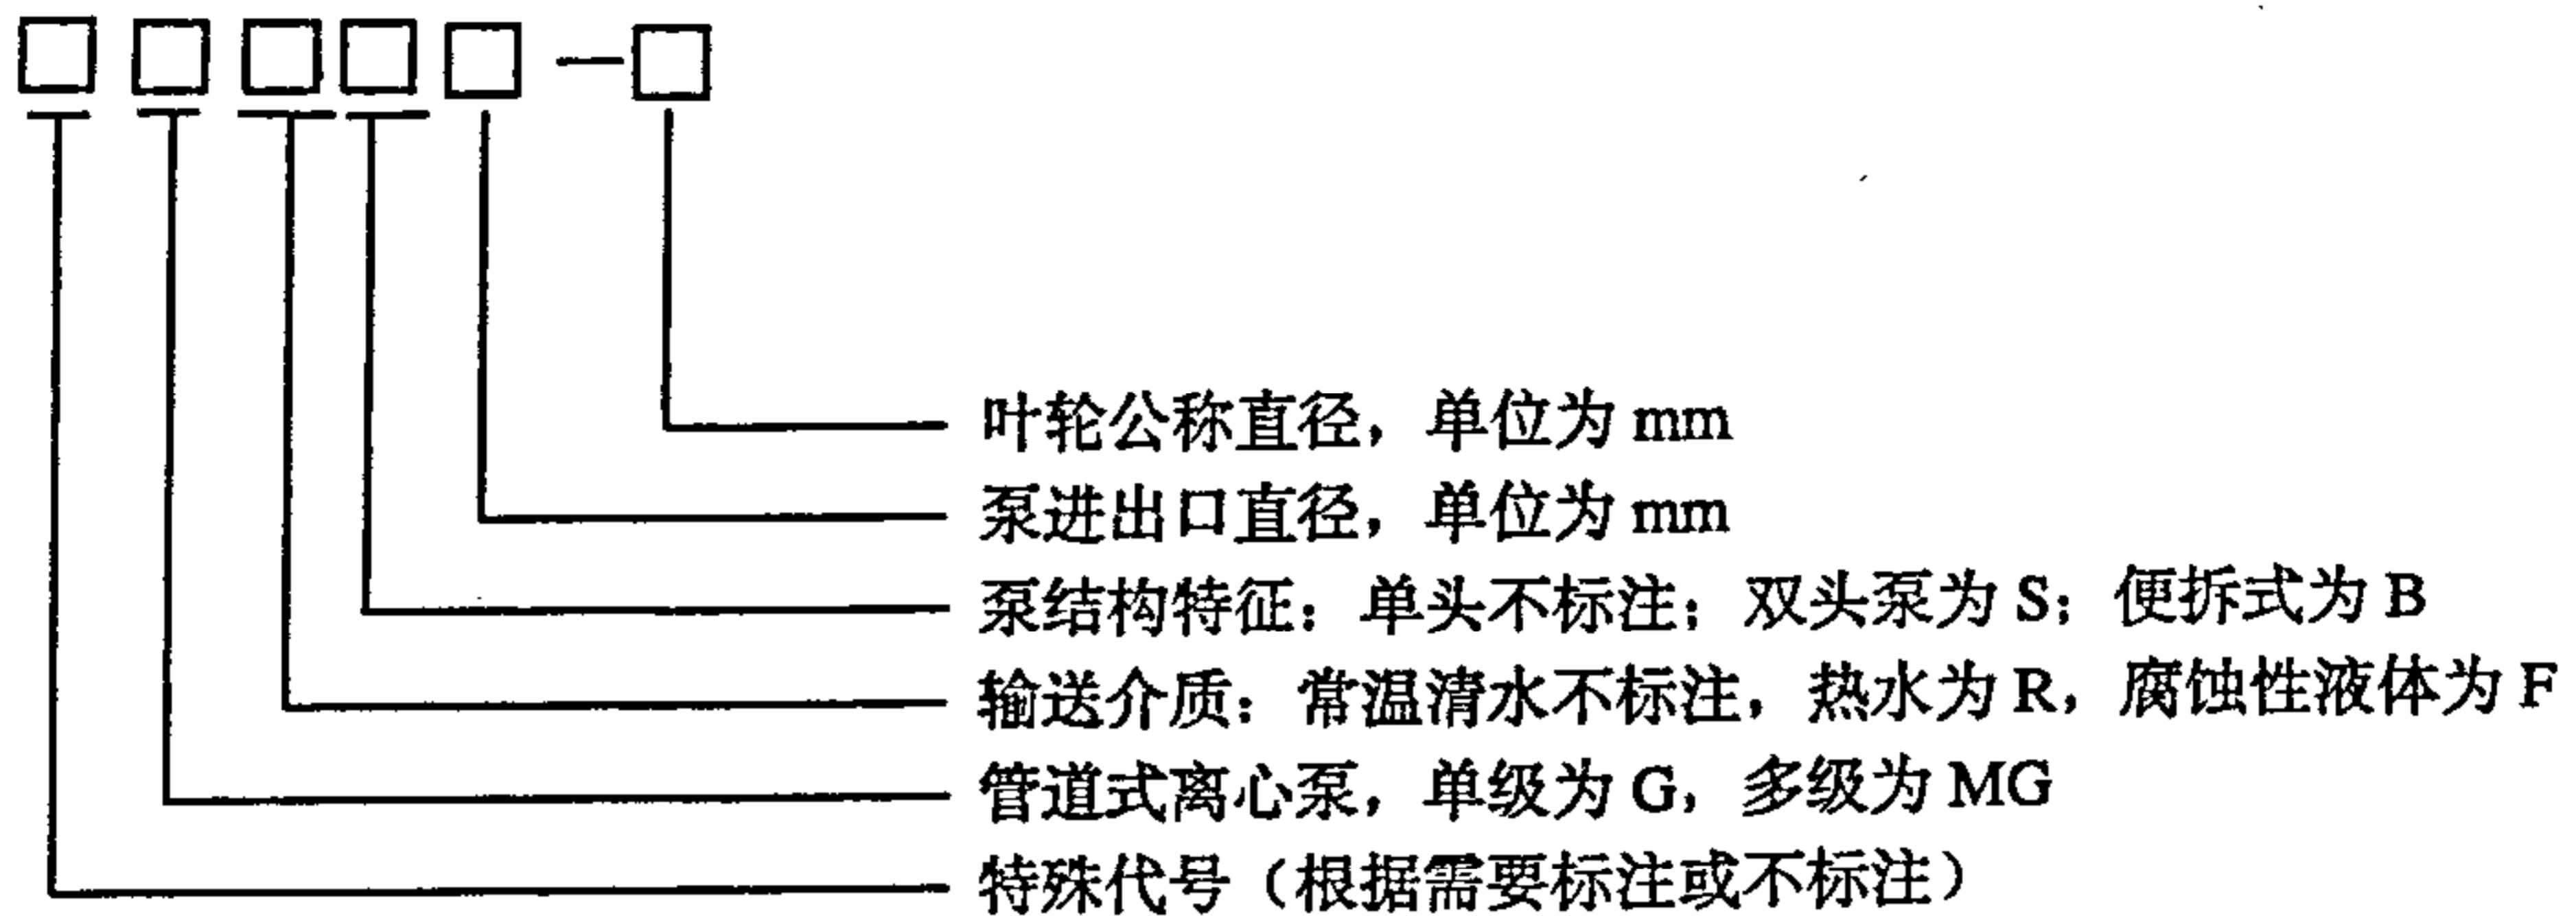 □ □ □ □ □ — □
叶轮公称直径，单位为 mm
泵进出口直径，单位为 mm
泵结构特征：单头不标注；双头泵为 S；便拆式为 B
输送介质：常温清水不标注，热水为 R，腐蚀性液体为 F
管道式离心泵，单级为 G，多级为 MG
特殊代号（根据需要标注或不标注）